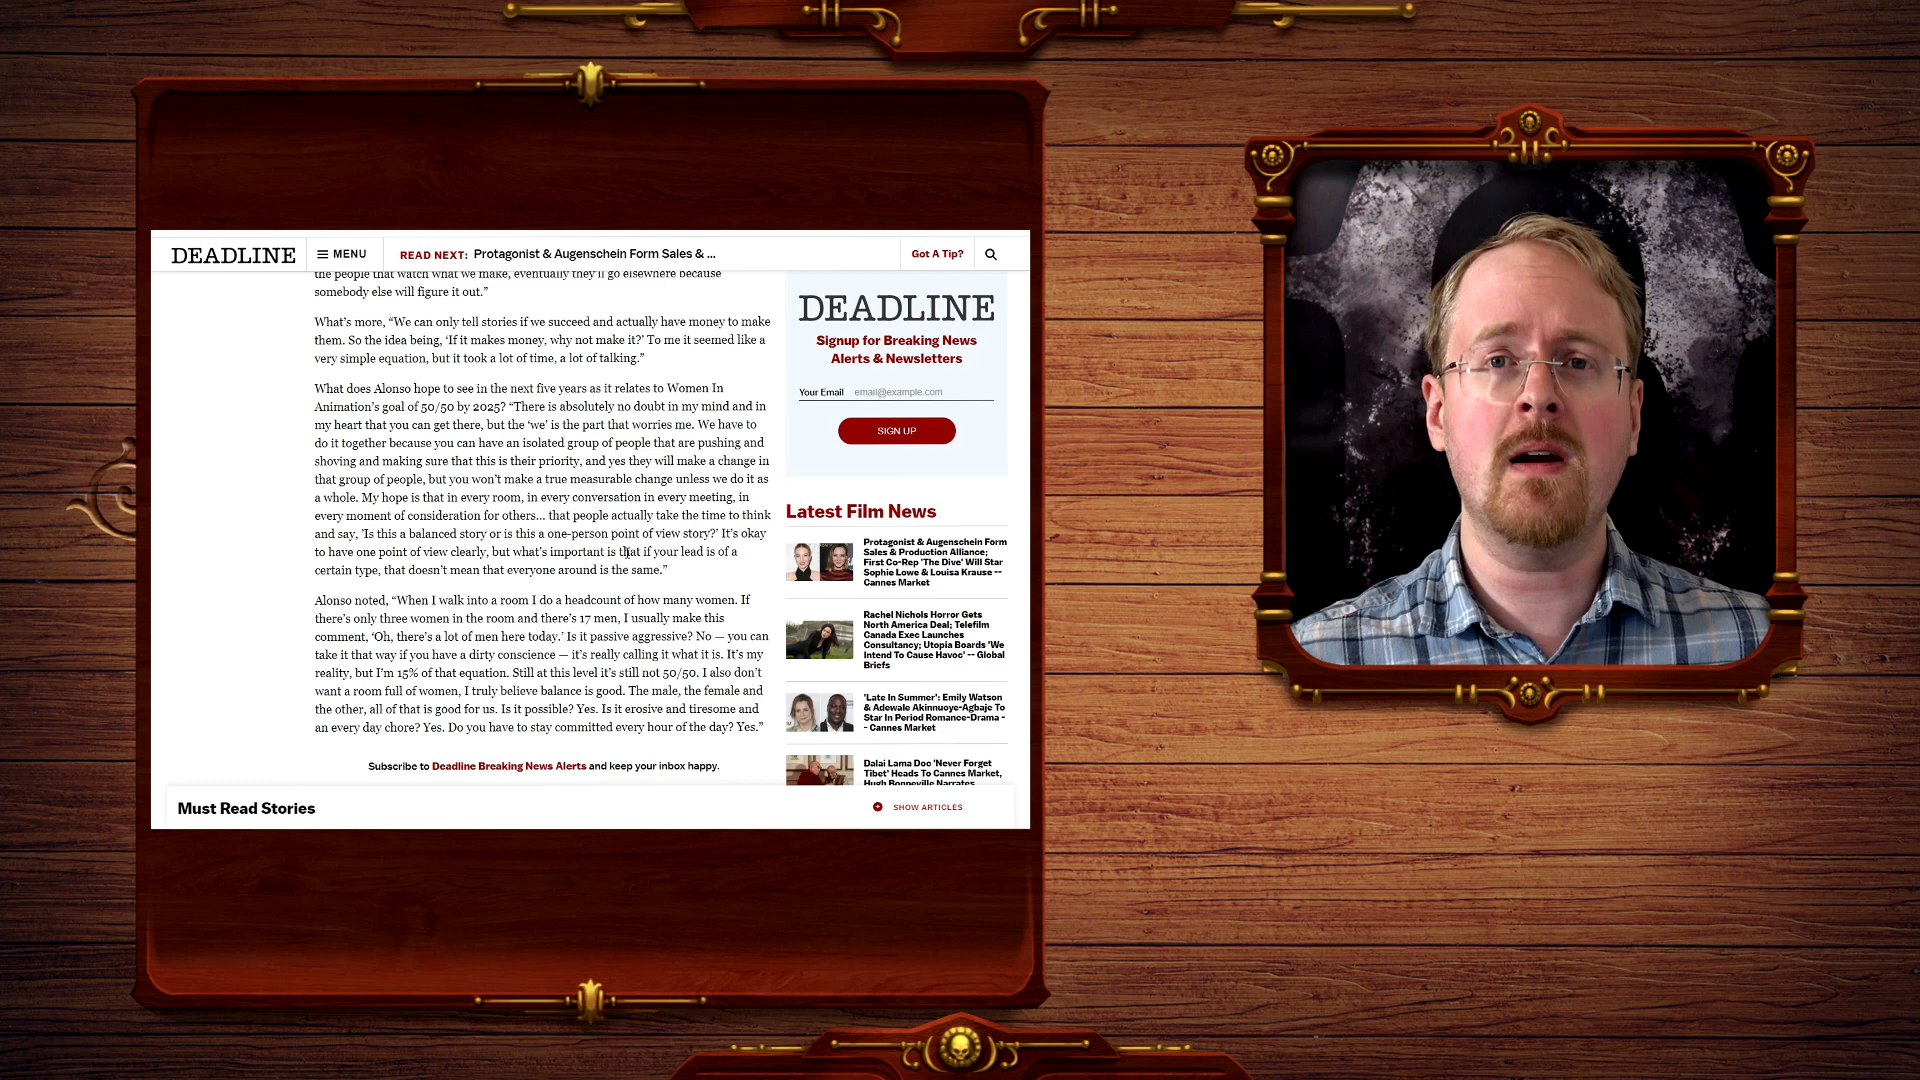 DEADLINE
MENU
READ NEXT: Protagonist & Augenschein Form Sales & ...
Got A Tip?
the people that watch what we make, eventually they'll go elsewhere because
somebody else will figure it out.”
What’s more, “We can only tell stories if we succeed and actually have money to make
them. So the idea being, ‘If it makes money, why not make it?’ To me it seemed like a
very simple equation, but it took a lot of time, a lot of talking.”
What does Alonso hope to see in the next five years as it relates to Women In
Animation’s goal of 50/50 by 2025? “There is absolutely no doubt in my mind and in
my heart that you can get there, but the ‘we’ is the part that worries me. We have to
do it together because you can have an isolated group of people that are pushing and
shoving and making sure that this is their priority, and yes they will make a change in
that group of people, but you won’t make a true measurable change unless we do it as
a whole. My hope is that in every room, in every conversation in every meeting, in
every moment of consideration for others… that people actually take the time to think
and say, ‘Is this a balanced story or is this a one-person point of view story?’ It’s okay
to have one point of view clearly, but what’s important is that if your lead is of a
certain type, that doesn’t mean that everyone around is the same.”
Alonso noted, “When I walk into a room I do a headcount of how many women. If
there’s only three women in the room and there’s 17 men, I usually make this
comment, ‘Oh, there’s a lot of men here today.’ Is it passive aggressive? No — you can
take it that way if you have a dirty conscience — it’s really calling it what it is. It’s my
reality, but I’m 15% of that equation. Still at this level it’s still not 50/50. I also don’t
want a room full of women, I truly believe balance is good. The male, the female and
the other, all of that is good for us. Is it possible? Yes. Is it erosive and tiresome and
an every day chore? Yes. Do you have to stay committed every hour of the day? Yes.”
Subscribe to Deadline Breaking News Alerts and keep your inbox happy.
DEADLINE
Signup for Breaking News
Alerts & Newsletters
Your Email email@example.com
SIGN UP
Latest Film News
Protagonist & Augenschein Form
Sales & Production Alliance;
First Co-Rep 'The Dive' Will Star
Sophie Lowe & Louisa Krause --
Cannes Market
Rachel Nichols Horror Gets
North America Deal; Telefilm
Canada Exec Launches
Consultancy; Utopia Boards 'We
Intend To Cause Havoc' -- Global
Briefs
'Late In Summer': Emily Watson
& Adewale Akinnuoye-Agbaje To
Star In Period Romance-Drama -
- Cannes Market
Dalai Lama Doc 'Never Forget
Tibet' Heads To Cannes Market,
Hugh Bonneville Narrates
Must Read Stories
SHOW ARTICLES